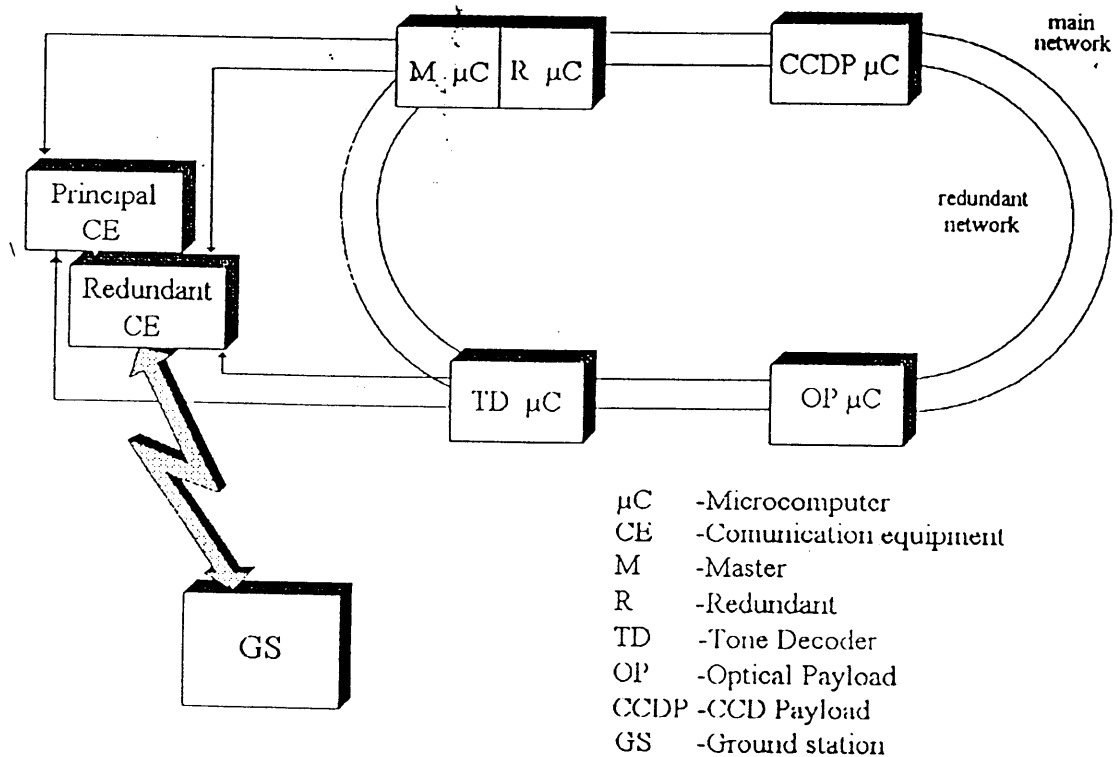 main
network
M µC
R µC
CCDP µC
Principal
CE
redundant
network
Redundant
CE
TD µC
OP µC
GS
µC -Microcomputer
CE -Comunication equipment
M -Master
R -Redundant
TD -Tone Decoder
OP -Optical Payload
CCDP -CCD Payload
GS -Ground station